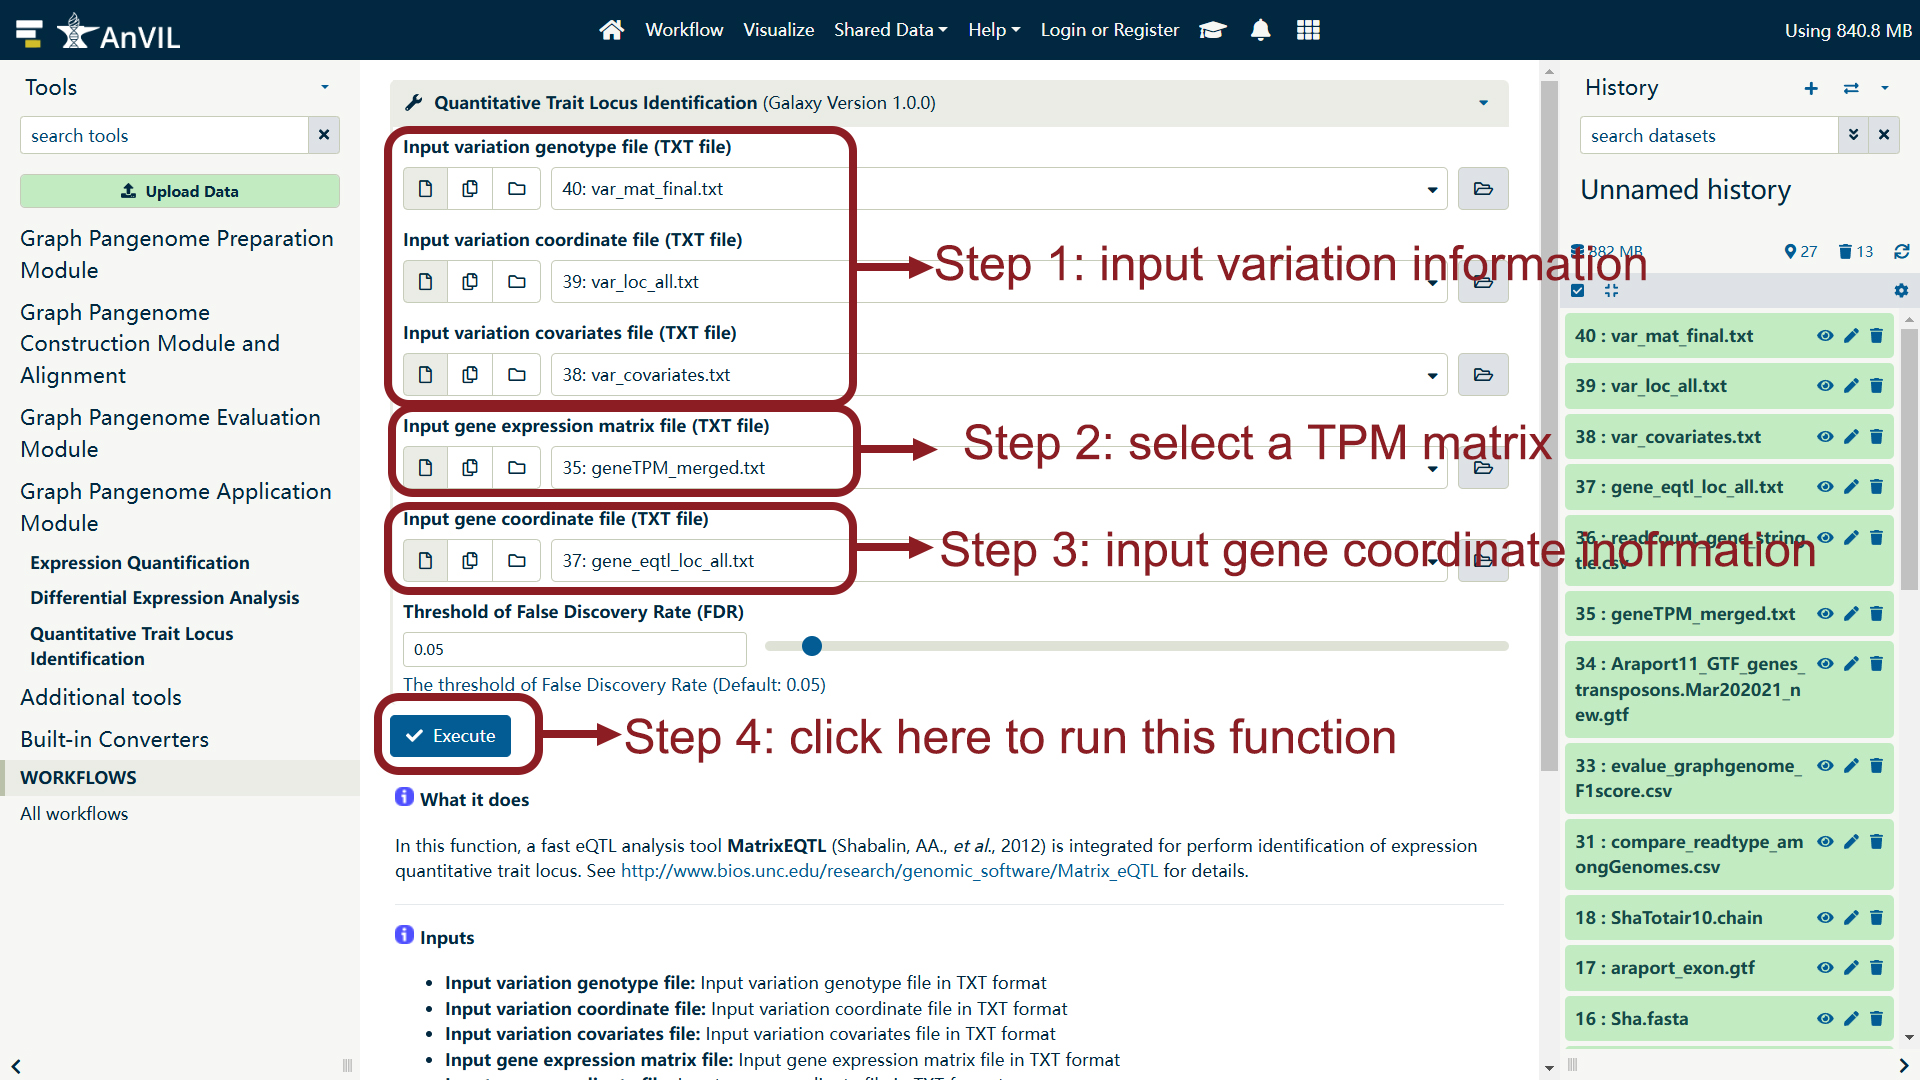 AnVIL
Workflow Visualize Shared Data Help Login or Register
Using 840.8 MB
Tools
search tools
Upload Data
Graph Pangenome Preparation
Module
Graph Pangenome
Construction Module and
Alignment
Graph Pangenome Evaluation
Module
Graph Pangenome Application
Module
Expression Quantification
Differential Expression Analysis
Quantitative Trait Locus
Identification
Additional tools
Built-in Converters
WORKFLOWS
All workflows
Quantitative Trait Locus Identification (Galaxy Version 1.0.0)
Input variation genotype file (TXT file)
40: var_mat_final.txt
Input variation coordinate file (TXT file)
39: var_loc_all.txt
Step 1: input variation information
Input variation covariates file (TXT file)
38: var_covariates.txt
Input gene expression matrix file (TXT file)
35: geneTPM_merged.txt
Step 2: select a TPM matrix
Input gene coordinate file (TXT file)
37: gene_eqtl_loc_all.txt
Step 3: input gene coordinate inofrmation
Threshold of False Discovery Rate (FDR)
0.05
The threshold of False Discovery Rate (Default: 0.05)
Execute
Step 4: click here to run this function
What it does
In this function, a fast eQTL analysis tool MatrixEQTL (Shabalin, AA., et al., 2012) is integrated for perform identification of expression
quantitative trait locus. See http://www.bios.unc.edu/research/genomic_software/Matrix_eQTL for details.
Inputs
• Input variation genotype file: Input variation genotype file in TXT format
• Input variation coordinate file: Input variation coordinate file in TXT format
• Input variation covariates file: Input variation covariates file in TXT format
• Input gene expression matrix file: Input gene expression matrix file in TXT format
History
search datasets
Unnamed history
882 MB
27
13
40 : var_mat_final.txt
39 : var_loc_all.txt
38 : var_covariates.txt
37 : gene_eqtl_loc_all.txt
36 : readcount_gene_string
tie.csv
35 : geneTPM_merged.txt
34 : Araport11_GTF_genes_
transposons.Mar202021_n
ew.gtf
33 : evalue_graphgenome_
F1score.csv
31 : compare_readtype_am
ongGenomes.csv
18 : ShaTotair10.chain
17 : araport_exon.gtf
16 : Sha.fasta